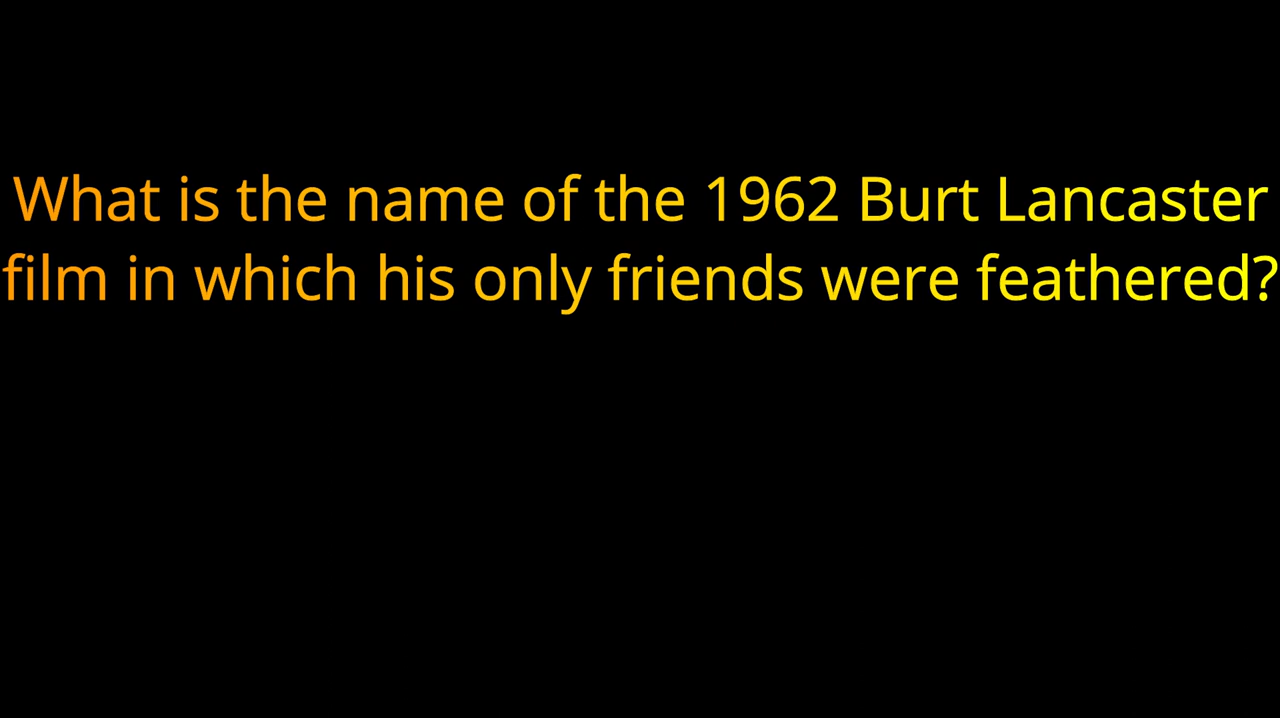 What is the name of the 1962 Burt Lancaster
film in which his only friends were feathered?